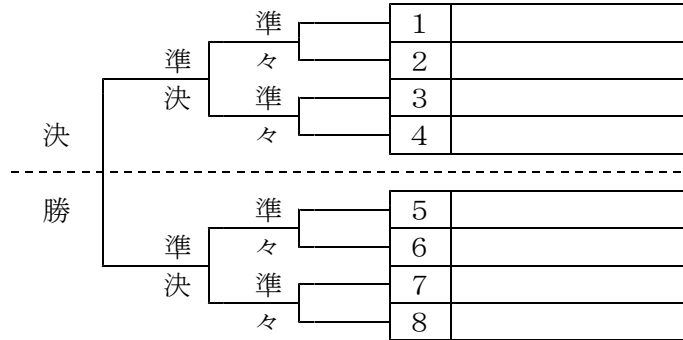 準 1
準 々 2
決 準 3
決 々 4
勝 準 5
準 々 6
決 準 7
々 8